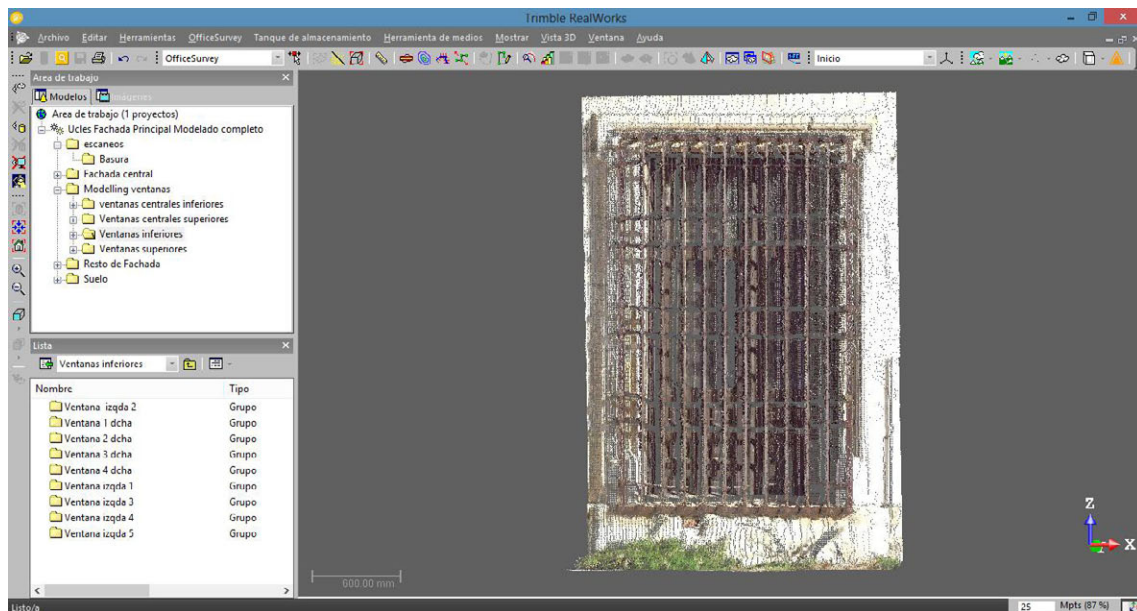 Trimble RealWorks
Archivo Editar Herramientas OfficeSurvey Tanque de almacenamiento Herramienta de medios Mostrar Vista 3D Ventana Ayuda
OfficeSurvey Inicio
Area de trabajo
Modelos Imágenes
Area de trabajo (1 proyectos)
Ucles Fachada Principal Modelado completo
escaneos
Basura
Fachada central
Modelling ventanas
ventanas centrales inferiores
Ventanas centrales superiores
Ventanas inferiores
Ventanas superiores
Resto de Fachada
Suelo
Lista
Ventanas inferiores
Nombre Tipo
Ventana izqda 2 Grupo
Ventana 1 dcha Grupo
Ventana 2 dcha Grupo
Ventana 3 dcha Grupo
Ventana 4 dcha Grupo
Ventana izqda 1 Grupo
Ventana izqda 3 Grupo
Ventana izqda 4 Grupo
Ventana izqda 5 Grupo
Z
X
600.00 mm
Listo/a 25 Mpts (87 %)